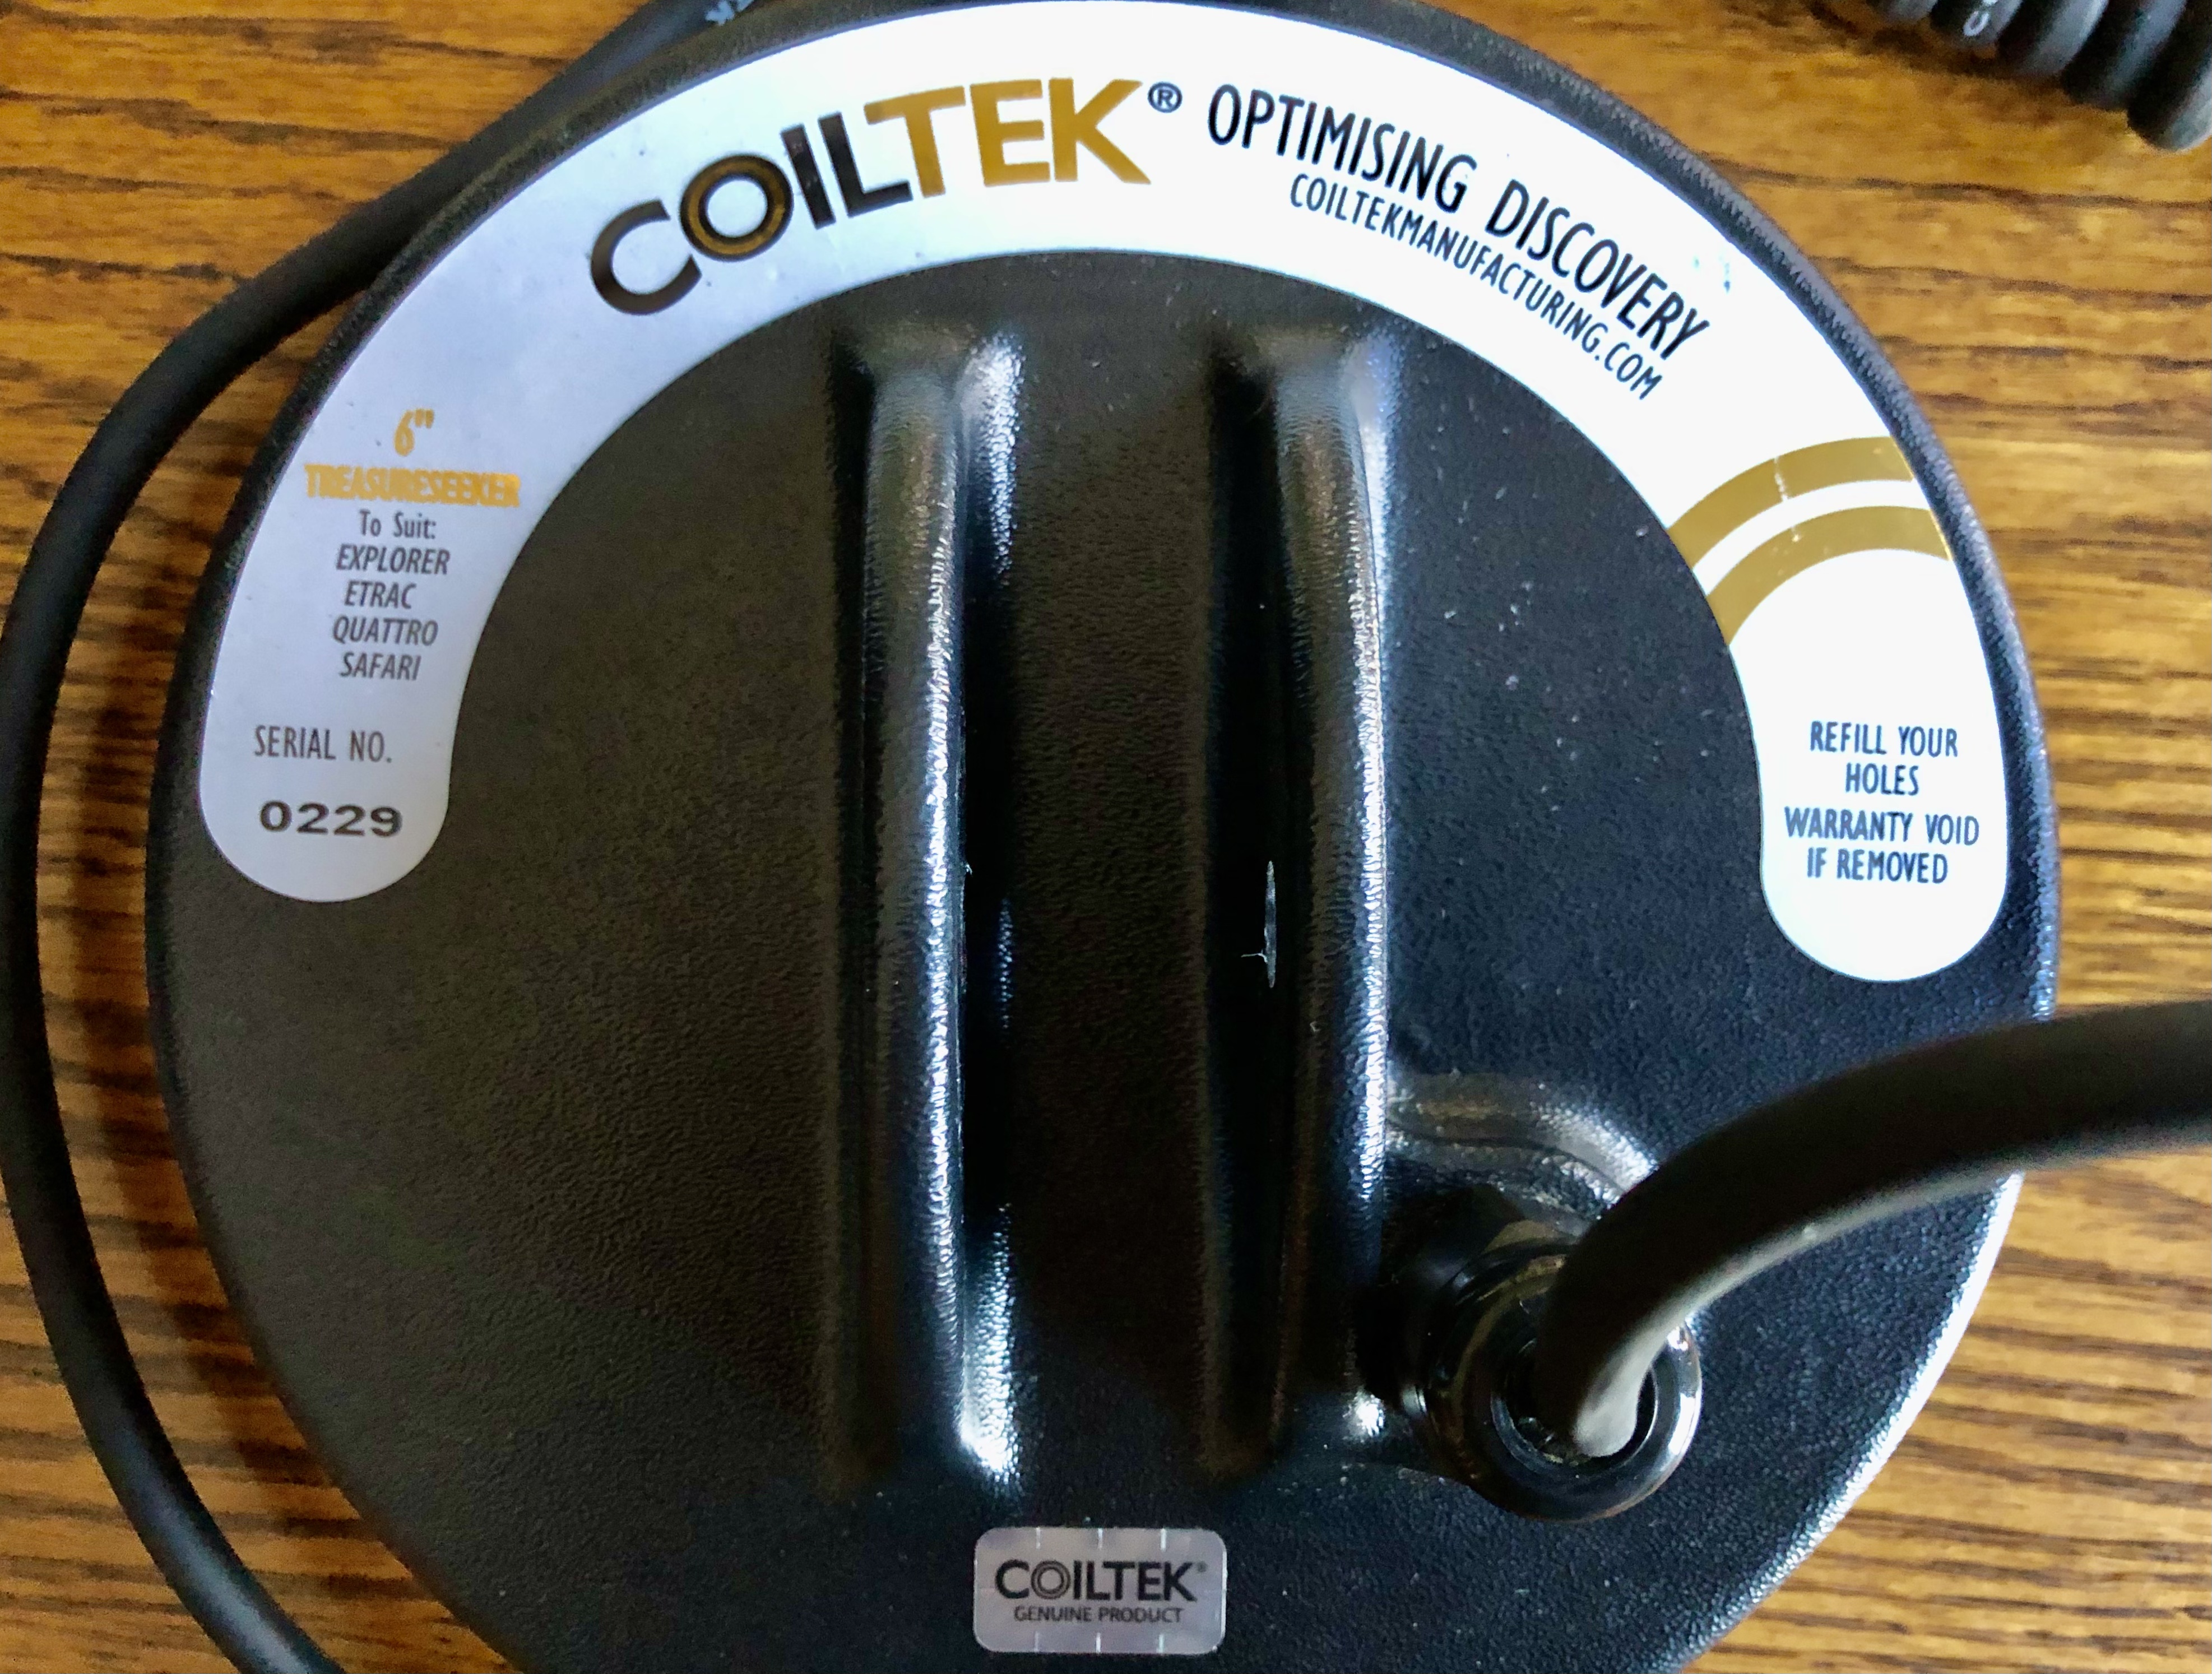 COILTEK® OPTIMISING DISCOVERY
COILTEKMANUFACTURING.COM
6"
TREASURESEEKER
To Suit:
EXPLORER
ETRAC
QUATTRO
SAFARI
SERIAL NO.
0229
REFILL YOUR
HOLES
WARRANTY VOID
IF REMOVED
COILTEK®
GENUINE PRODUCT